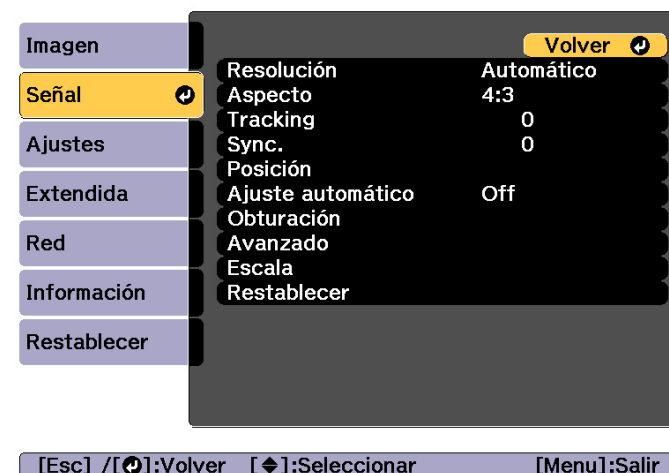 Imagen
Señal
Ajustes
Extendida
Red
Información
Restablecer
Volver
Resolución Automático
Aspecto 4:3
Tracking 0
Sync. 0
Posición
Ajuste automático Off
Obturación
Avanzado
Escala
Restablecer
[Esc] /[↵]:Volver [◆]:Seleccionar [Menu]:Salir